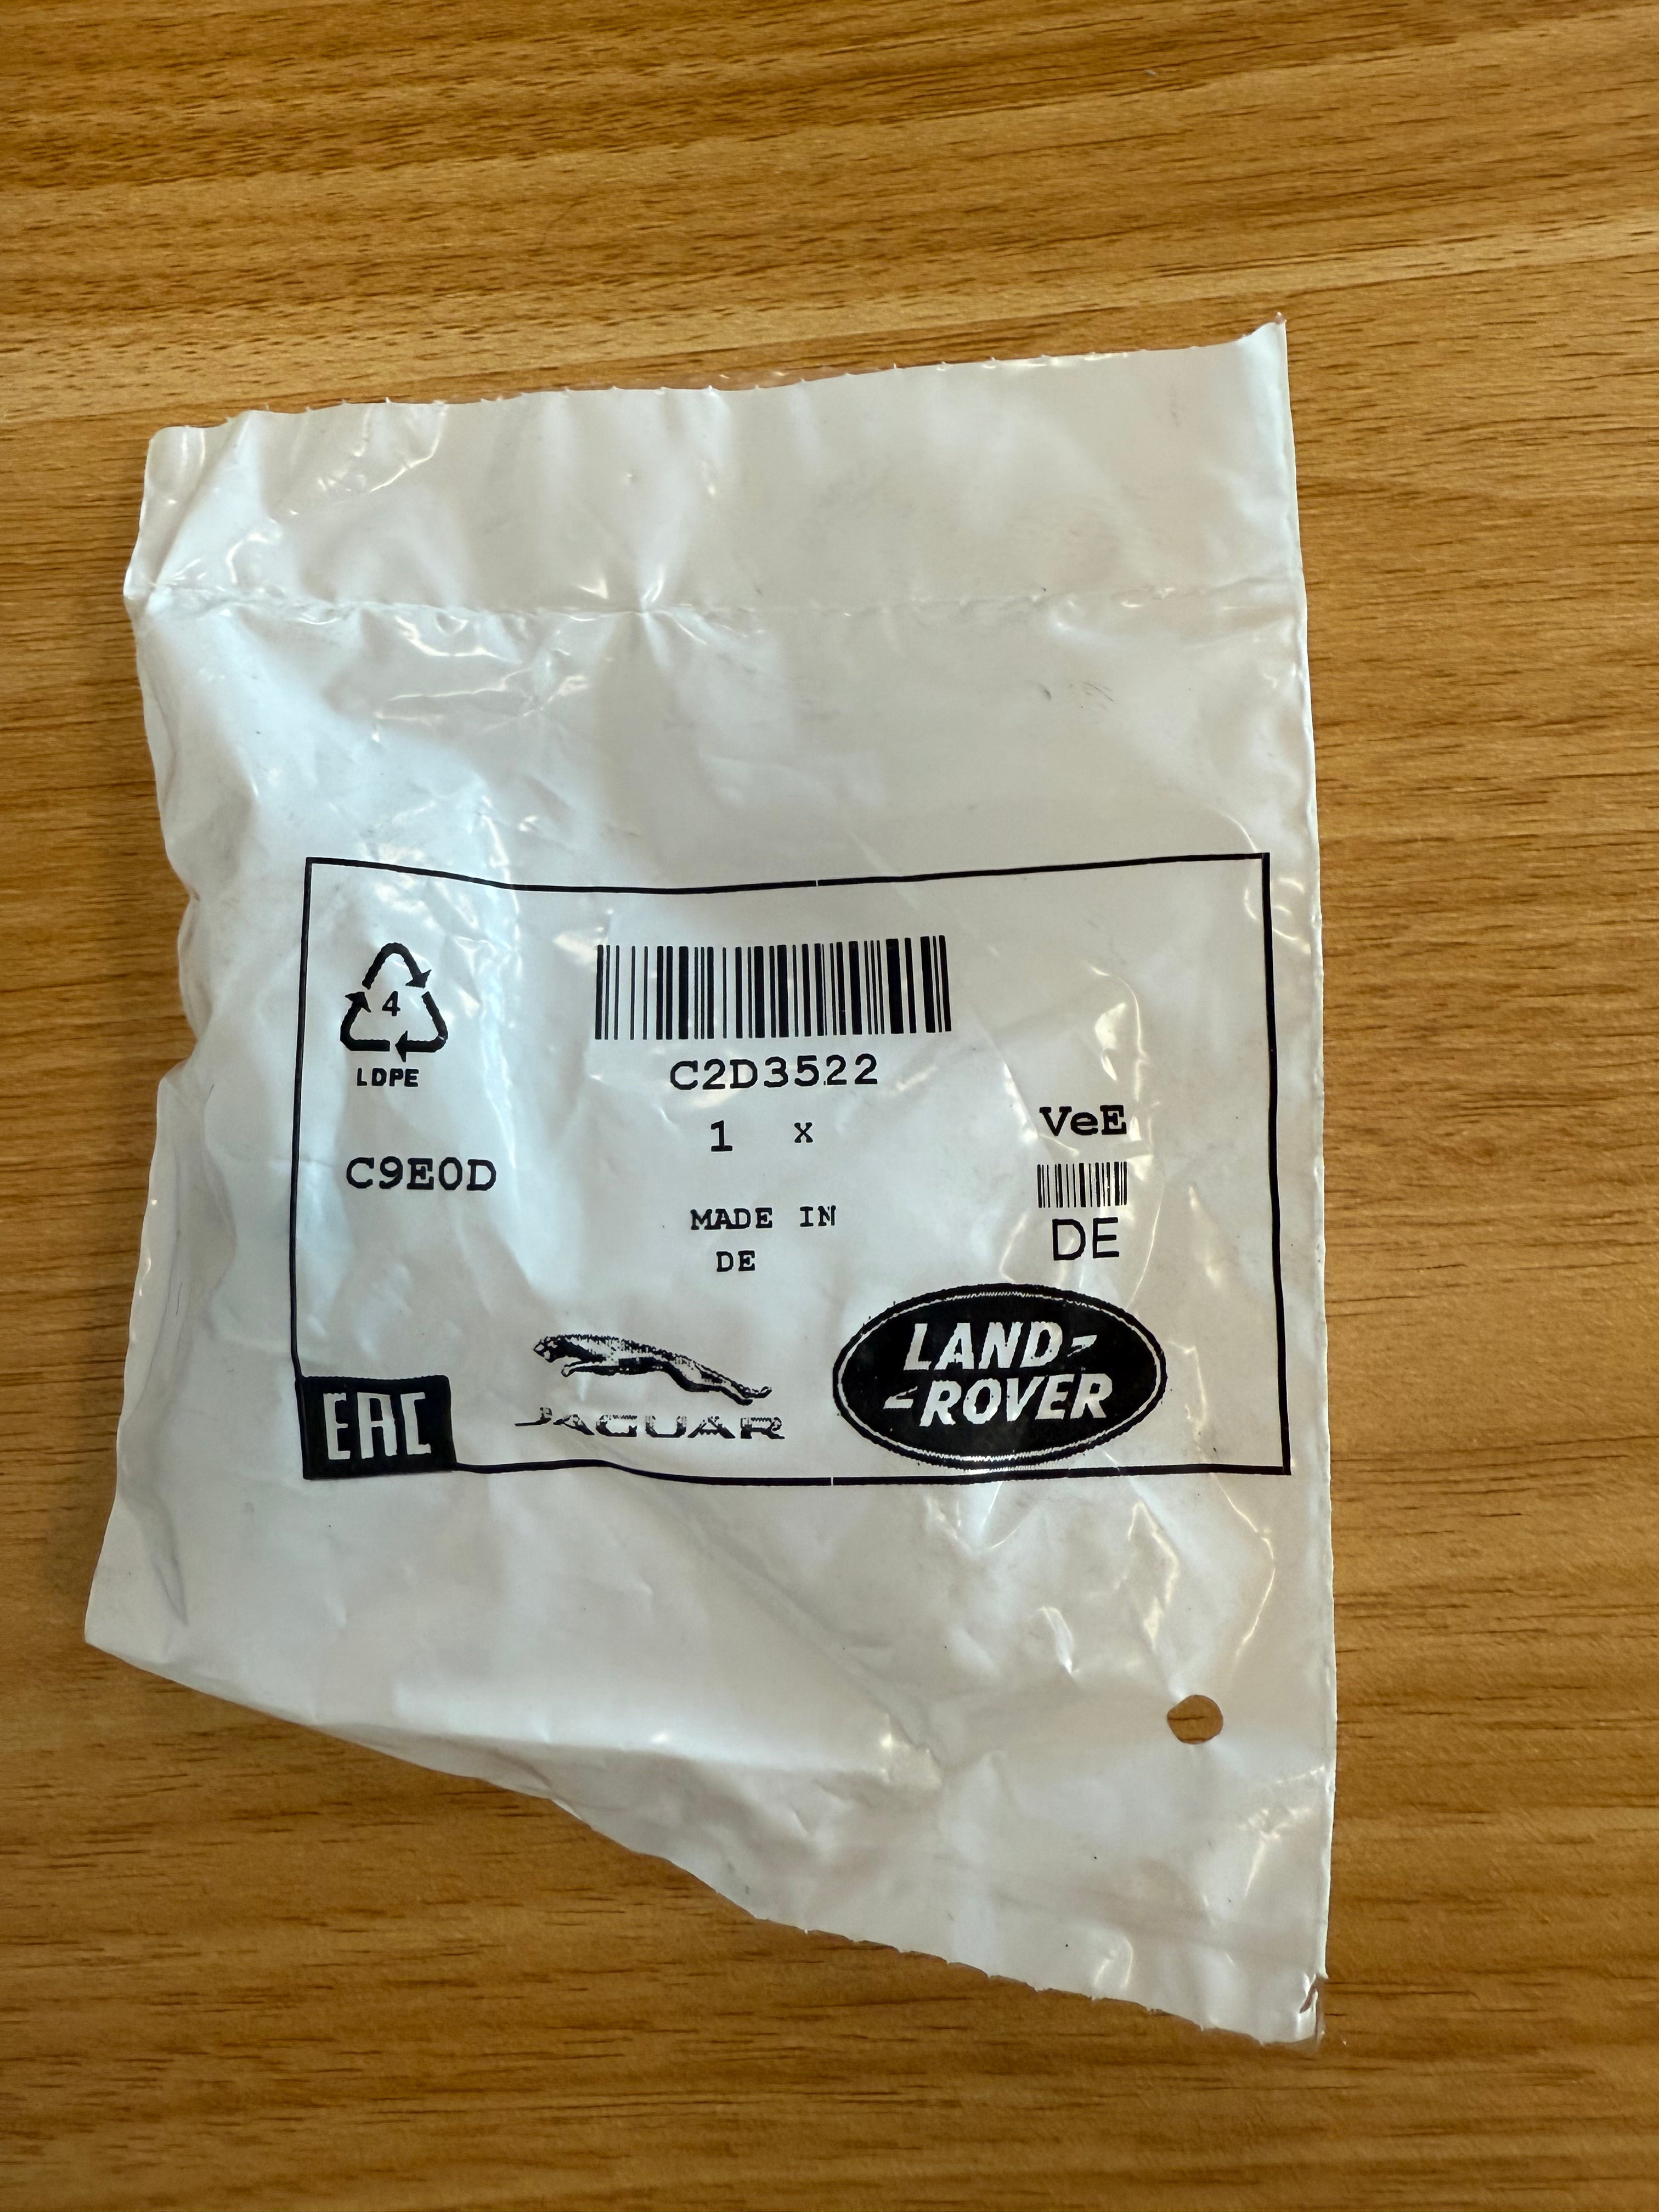 4
LDPE
C2D3522
1 x
VeE
C9E0D
MADE IN
DE
DE
EAC
JAGUAR
LAND-
-ROVER